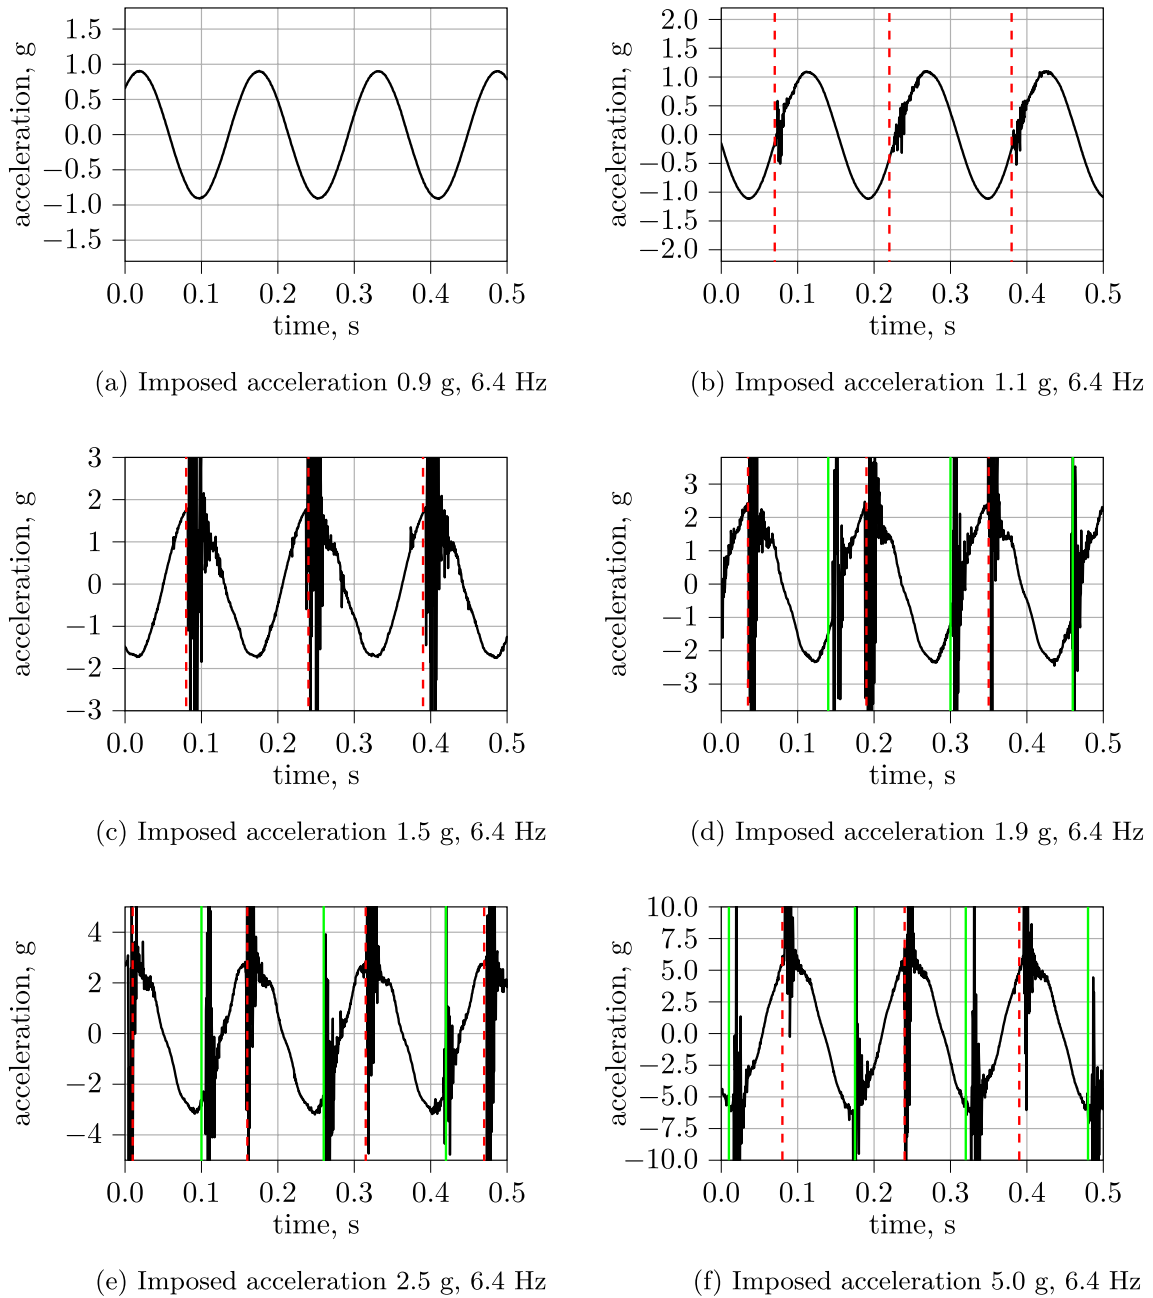 acceleration, g
1.5
1.0
0.5
0.0
−0.5
−1.0
−1.5
0.0 0.1 0.2 0.3 0.4 0.5
time, s
(a) Imposed acceleration 0.9 g, 6.4 Hz
acceleration, g
2.0
1.5
1.0
0.5
0.0
−0.5
−1.0
−1.5
−2.0
0.0 0.1 0.2 0.3 0.4 0.5
time, s
(b) Imposed acceleration 1.1 g, 6.4 Hz
acceleration, g
3
2
1
0
−1
−2
−3
0.0 0.1 0.2 0.3 0.4 0.5
time, s
(c) Imposed acceleration 1.5 g, 6.4 Hz
acceleration, g
3
2
1
0
−1
−2
−3
0.0 0.1 0.2 0.3 0.4 0.5
time, s
(d) Imposed acceleration 1.9 g, 6.4 Hz
acceleration, g
4
2
0
−2
−4
0.0 0.1 0.2 0.3 0.4 0.5
time, s
(e) Imposed acceleration 2.5 g, 6.4 Hz
acceleration, g
10.0
7.5
5.0
2.5
0.0
−2.5
−5.0
−7.5
−10.0
0.0 0.1 0.2 0.3 0.4 0.5
time, s
(f) Imposed acceleration 5.0 g, 6.4 Hz